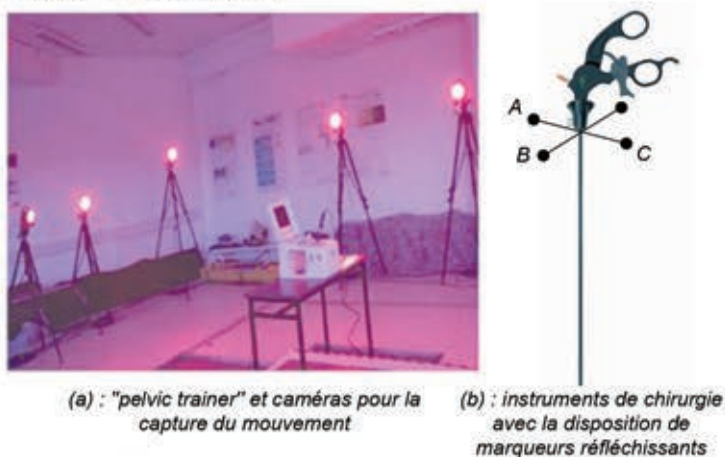 A
B
C
(a) : "pelvic trainer" et caméras pour la
capture du mouvement
(b) : instruments de chirurgie
avec la disposition de
marqueurs réfléchissants